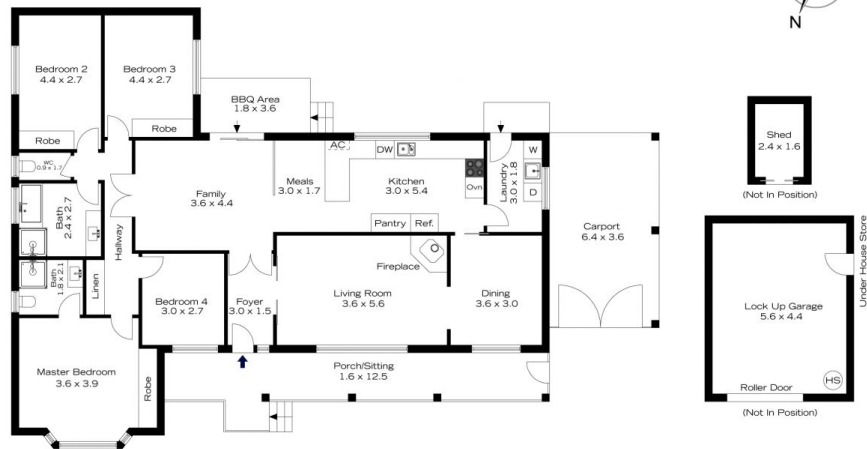 N
Bedroom 2
4.4 x 2.7
Robe
Bedroom 3
4.4 x 2.7
Robe
BBQ Area
1.8 x 3.6
Shed
2.4 x 1.6
(Not In Position)
WC
0.9 x 1.7
AC
DW
W
D
Laundry
3.0 x 1.8
Family
3.6 x 4.4
Meals
3.0 x 1.7
Kitchen
3.0 x 5.4
Ovn
Pantry
Ref.
Bath
2.4 x 2.7
Hallway
Carport
6.4 x 3.6
Bath
1.8 x 2.1
Linen
Bedroom 4
3.0 x 2.7
Foyer
3.0 x 1.5
Fireplace
Living Room
3.6 x 5.6
Dining
3.6 x 3.0
Under House Store
Lock Up Garage
5.6 x 4.4
HS
Roller Door
(Not In Position)
Master Bedroom
3.6 x 3.9
Robe
Porch/Sitting
1.6 x 12.5